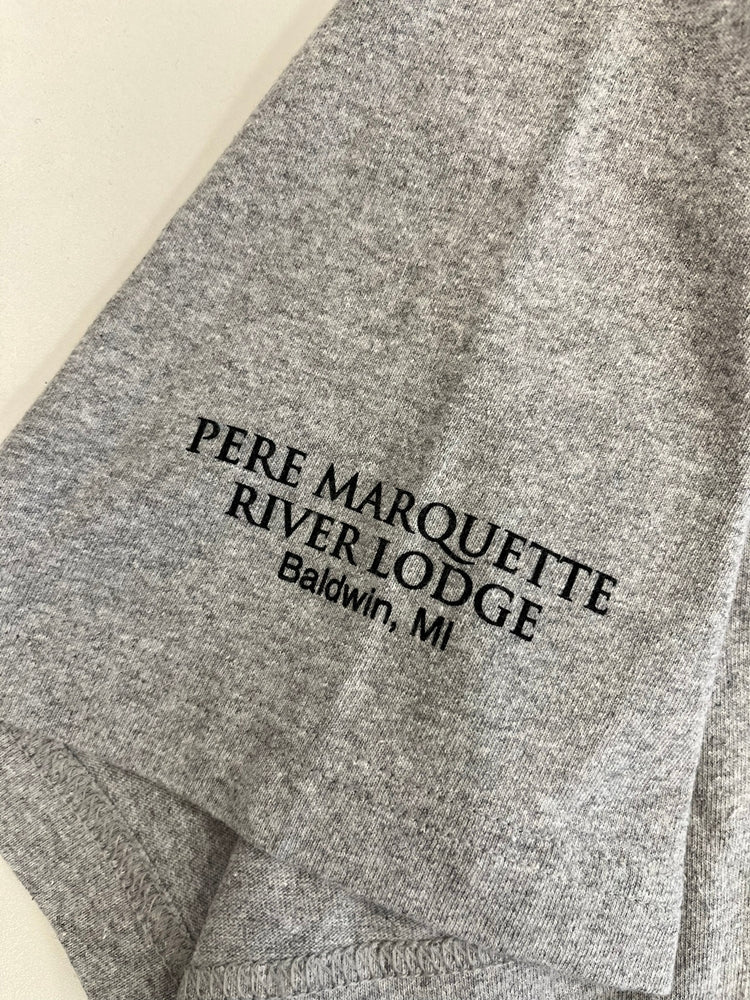 PERE MARQUETTE
RIVER LODGE
Baldwin, MI